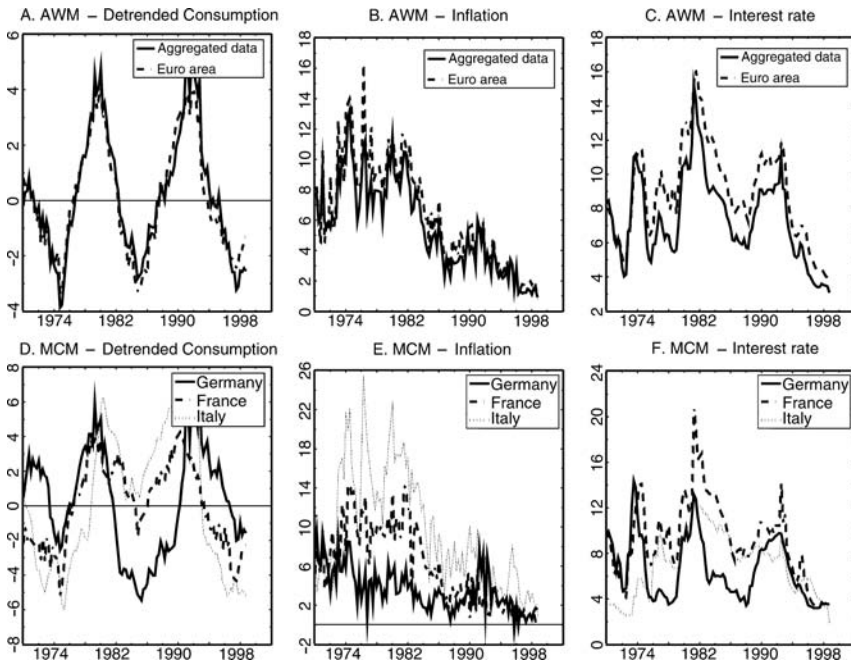 A. AWM – Detrended Consumption
B. AWM – Inflation
C. AWM – Interest rate
Aggregated data
Euro area
Aggregated data
Euro area
Aggregated data
Euro area
6
4
2
0
−2
−4
18
16
14
12
10
8
6
4
2
0
18
16
14
12
10
8
6
4
2
1974 1982 1990 1998
1974 1982 1990 1998
1974 1982 1990 1998
D. MCM – Detrended Consumption
E. MCM – Inflation
F. MCM – Interest rate
Germany
France
Italy
Germany
France
Italy
Germany
France
Italy
8
6
4
2
0
−2
−4
−6
−8
26
22
18
14
10
6
2
−2
24
20
16
12
8
4
0
1974 1982 1990 1998
1974 1982 1990 1998
1974 1982 1990 1998